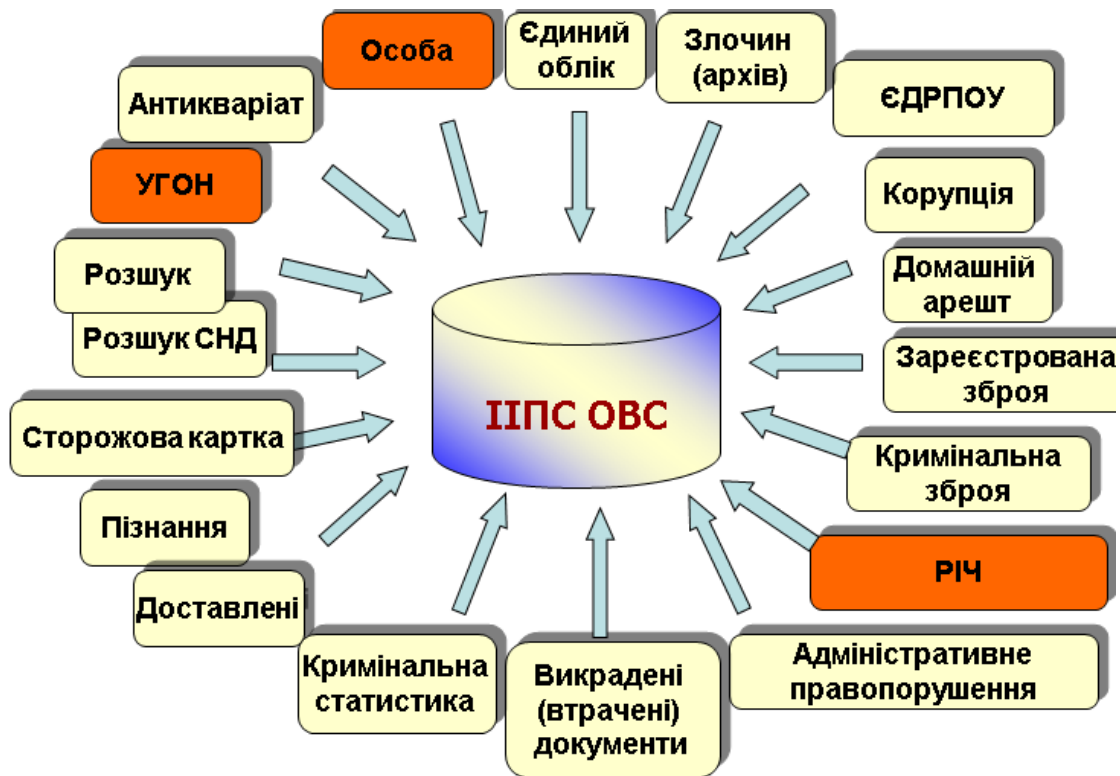 Особа
Єдиний
облік
Злочин
(архів)
ЄДРПОУ
Антикваріат
УГОН
Корупція
Розшук
Домашній
арешт
Розшук СНД
Зареєстрована
зброя
ІІПС ОВС
Сторожова картка
Кримінальна
зброя
Пізнання
РІЧ
Доставлені
Кримінальна
статистика
Викрадені
(втрачені)
документи
Адміністративне
правопорушення